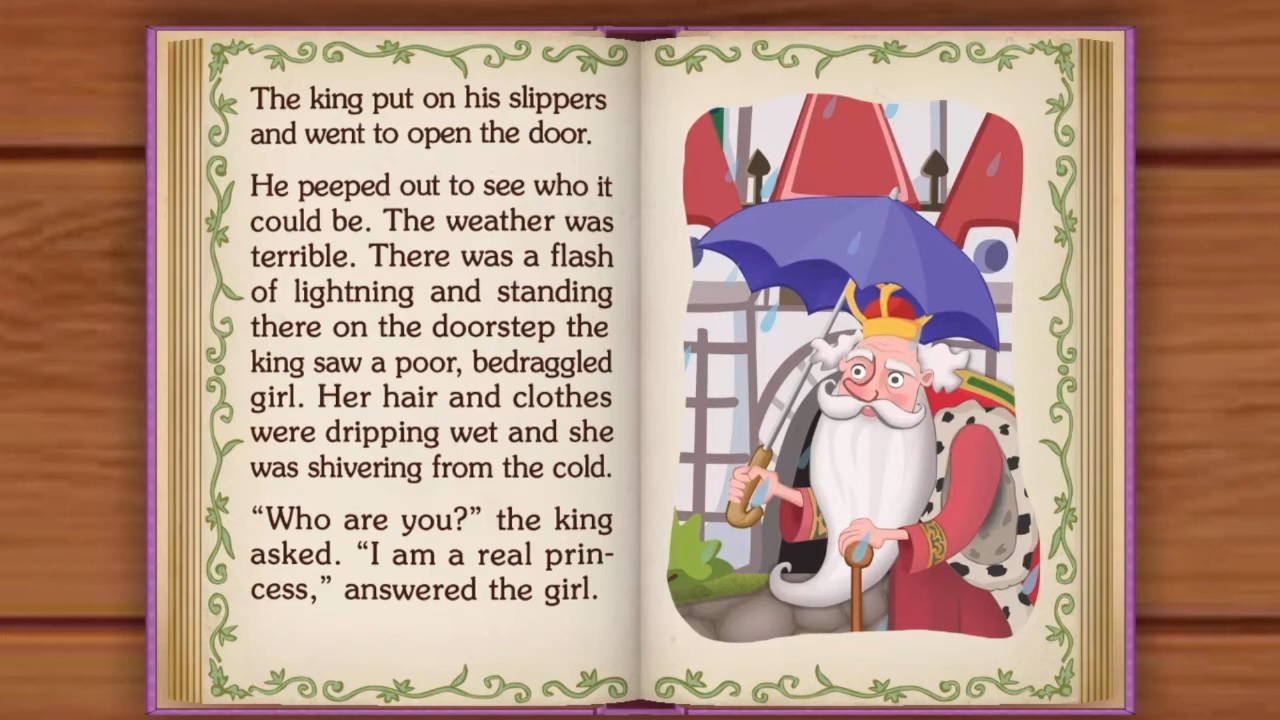 The king put on his slippers
and went to open the door.
He peeped out to see who it
could be. The weather was
terrible. There was a flash
of lightning and standing
there on the doorstep the
king saw a poor, bedraggled
girl. Her hair and clothes
were dripping wet and she
was shivering from the cold.
“Who are you?” the king
asked. “I am a real prin-
cess,” answered the girl.